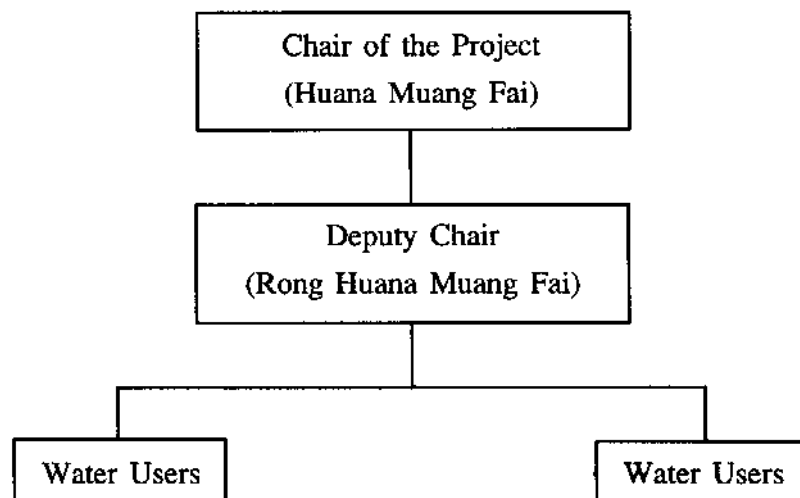 Chair of the Project
(Huana Muang Fai)
Deputy Chair
(Rong Huana Muang Fai)
Water Users
Water Users